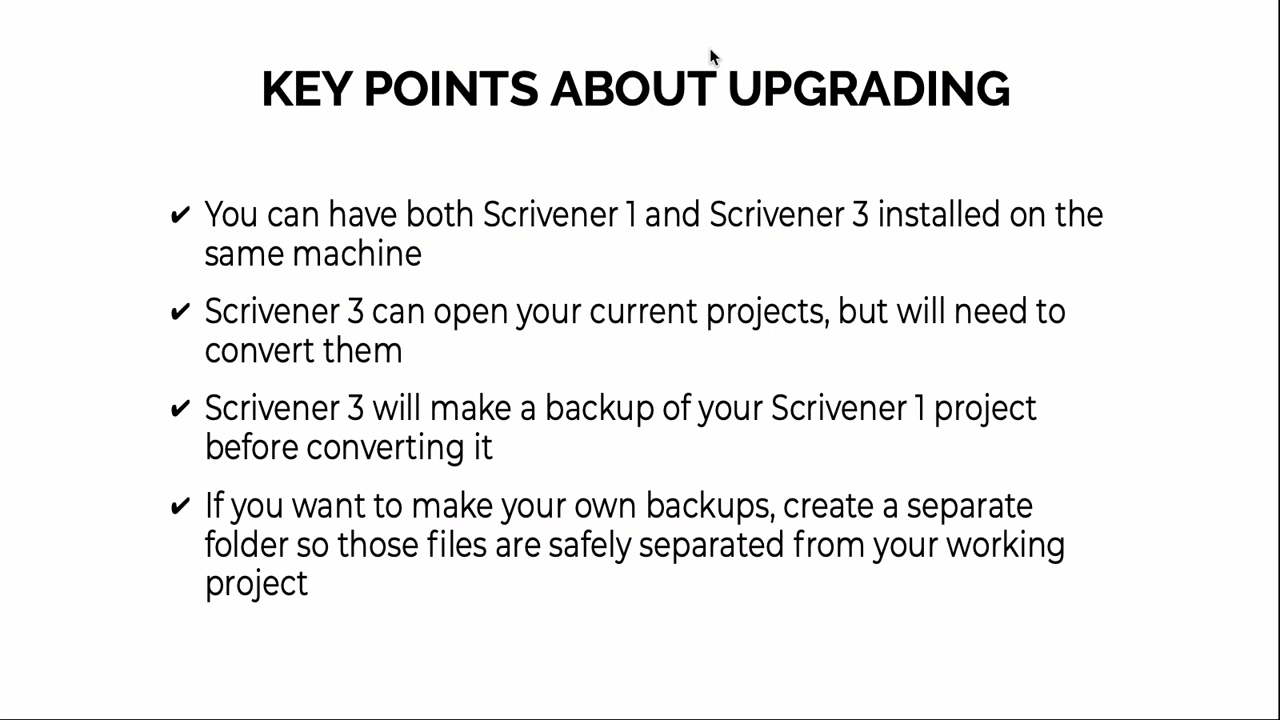 KEY POINTS ABOUT UPGRADING
✔ You can have both Scrivener 1 and Scrivener 3 installed on the
same machine
✔ Scrivener 3 can open your current projects, but will need to
convert them
✔ Scrivener 3 will make a backup of your Scrivener 1 project
before converting it
✔ If you want to make your own backups, create a separate
folder so those files are safely separated from your working
project